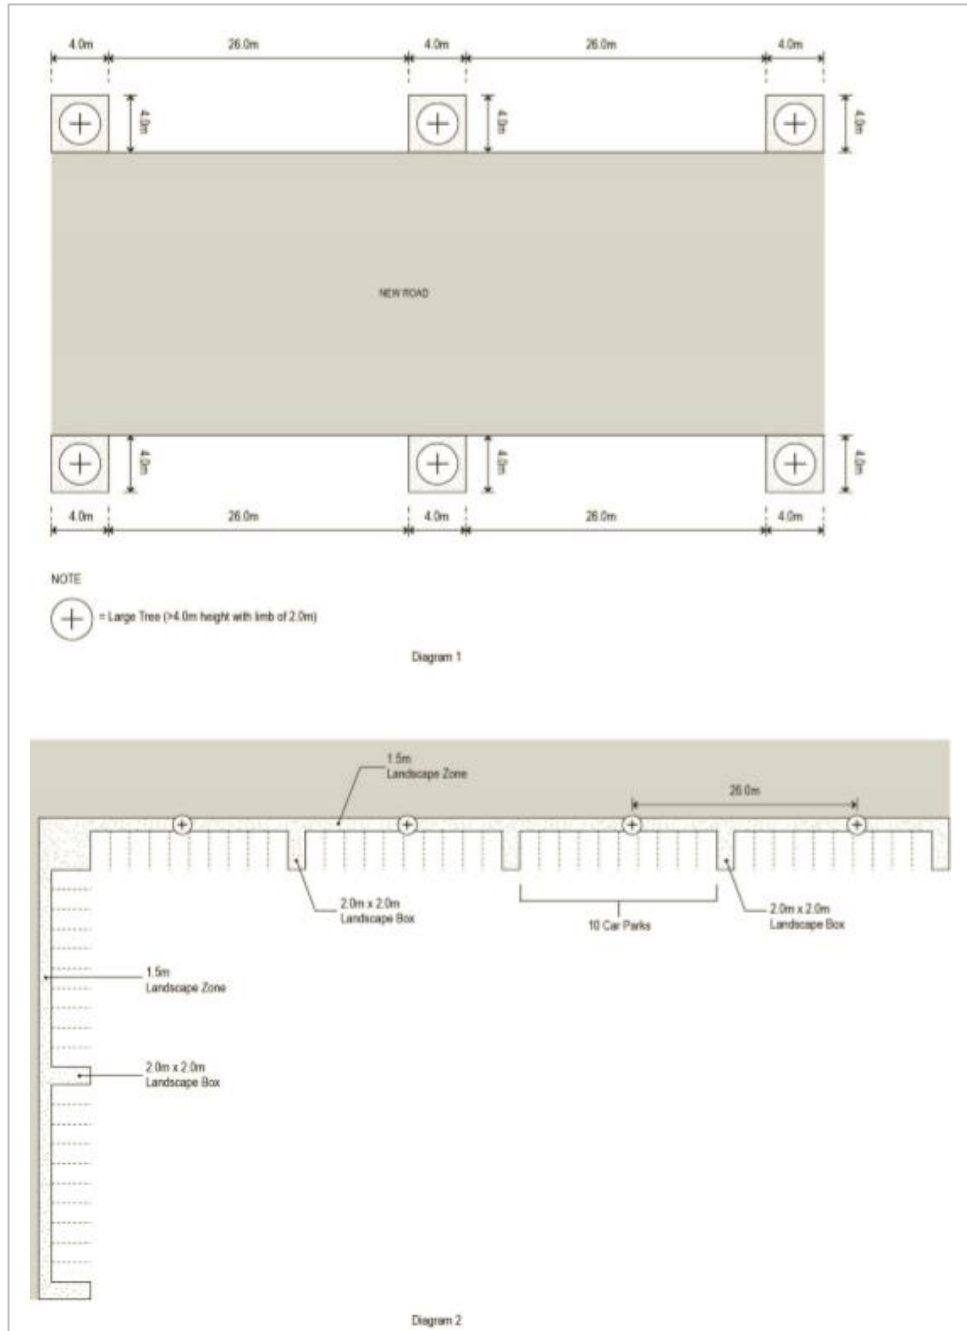 4.0m 26.0m 4.0m 26.0m 4.0m
4.0m 4.0m 4.0m
NEW ROAD
4.0m 4.0m 4.0m
4.0m 26.0m 4.0m 26.0m 4.0m
NOTE
= Large Tree (>4.0m height with limb of 2.0m)
Diagram 1
1.5m
Landscape Zone
26.0m
2.0m x 2.0m
Landscape Box
10 Car Parks
2.0m x 2.0m
Landscape Box
1.5m
Landscape Zone
2.0m x 2.0m
Landscape Box
Diagram 2